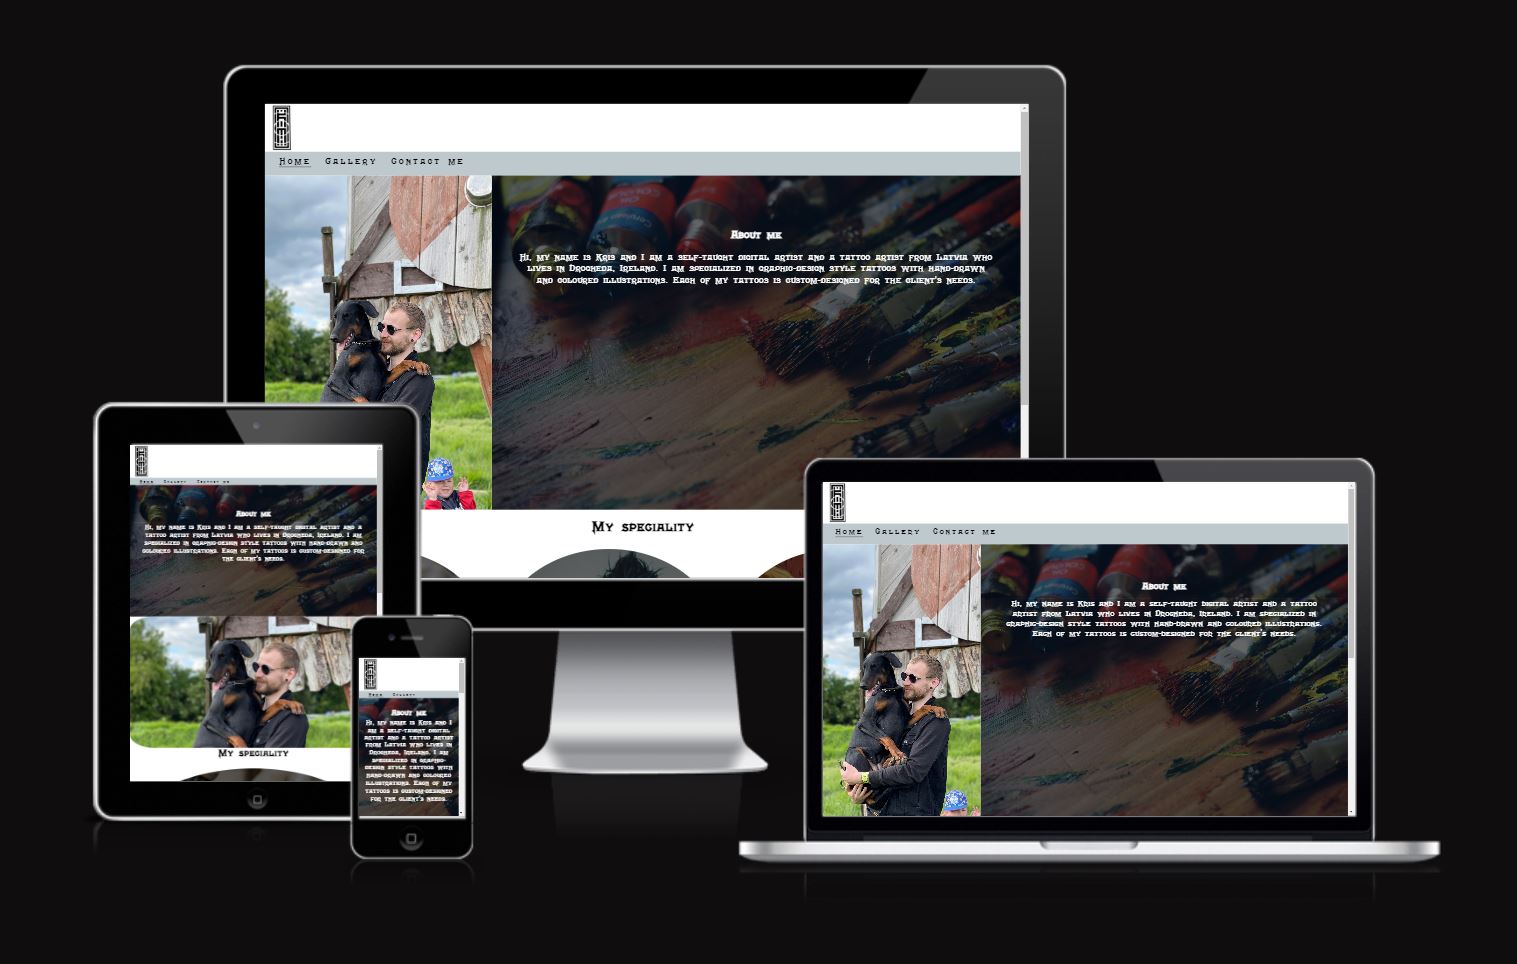 Home Gallery Contact me
About me
Hi, my name is Kris and I am a self-taught digital artist and a tattoo artist from Latvia who
lives in Drogheda, Ireland. I am specialized in graphic-design style tattoos with hand-drawn
and coloured illustrations. Each of my tattoos is custom-designed for the client's needs.
My speciality
Home Gallery Contact me
About me
Hi, my name is Kris and I am a self-taught digital artist and a
tattoo artist from Latvia who lives in Drogheda, Ireland. I am
specialized in graphic-design style tattoos with hand-drawn and
coloured illustrations. Each of my tattoos is custom-designed for
the client's needs.
My speciality
Home Gallery
About me
Hi, my name is Kris and I
am a self-taught digital
artist and a tattoo artist
from Latvia who lives in
Drogheda, Ireland. I am
specialized in graphic-
design style tattoos with
hand-drawn and coloured
illustrations. Each of my
tattoos is custom-designed
for the client's needs.
Home Gallery Contact me
About me
Hi, my name is Kris and I am a self-taught digital artist and a tattoo
artist from Latvia who lives in Drogheda, Ireland. I am specialized in
graphic-design style tattoos with hand-drawn and coloured illustrations.
Each of my tattoos is custom-designed for the client's needs.